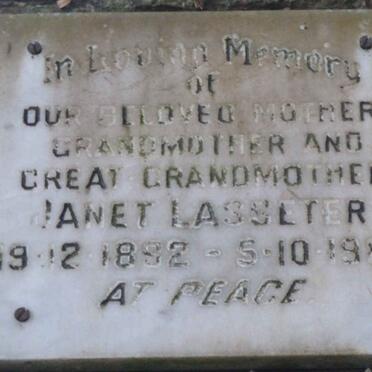 In Loving Memory
of
OUR BELOVED MOTHER
GRANDMOTHER AND
GREAT GRANDMOTHER
JANET LASSETER
19·12·1892 - 5·10·19
AT PEACE